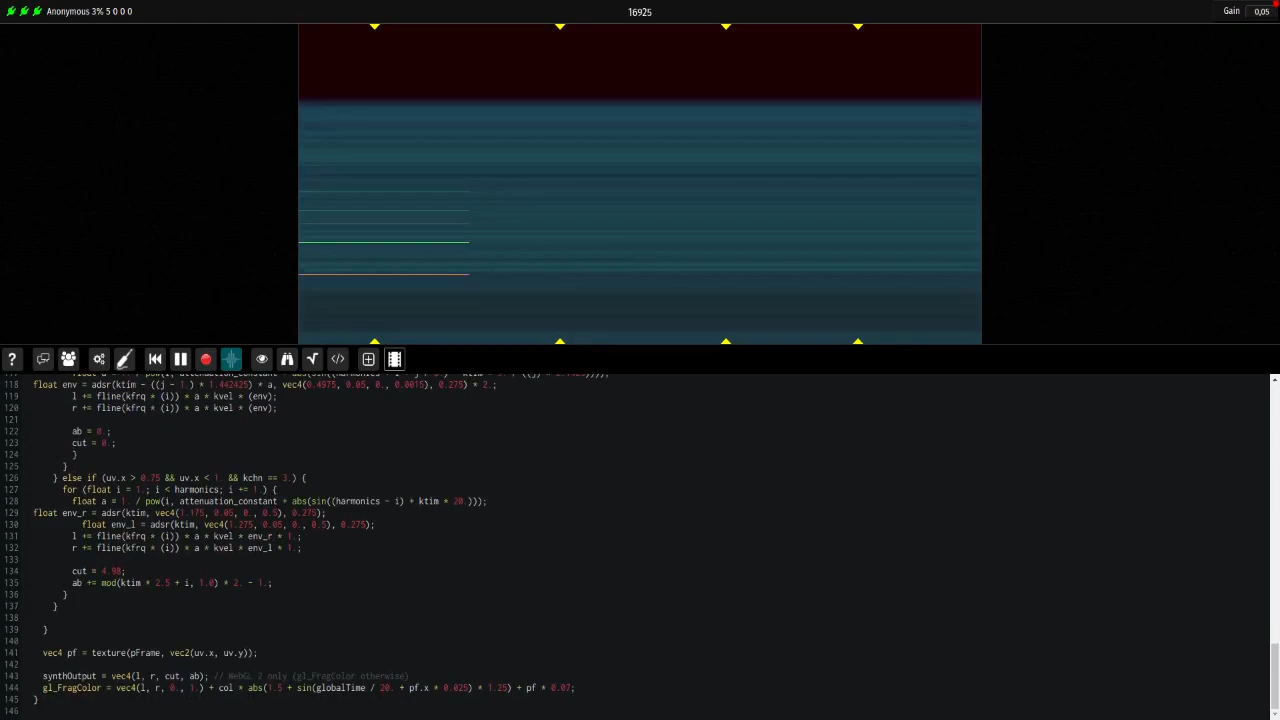 Anonymous 3% 5 0 0 0
16925
Gain 0,05
118 float env = adsr(ktim - ((j - 1.) * 1.442425) * a, vec4(0.4975, 0.05, 0., 0.0015), 0.275) * 2.;
119 l += fline(kfrq * (i)) * a * kvel * (env);
120 r += fline(kfrq * (i)) * a * kvel * (env);
121
122 ab = 0.;
123 cut = 0.;
124 }
125 }
126 } else if (uv.x > 0.75 && uv.x < 1. && kchn == 3.) {
127 for (float i = 1.; i < harmonics; i += 1.) {
128 float a = 1. / pow(i, attenuation_constant + abs(sin((harmonics - i) + ktim * 20.)));
129 float env_r = adsr(ktim, vec4(1.175, 0.05, 0., 0.5), 0.275);
130 float env_l = adsr(ktim, vec4(1.275, 0.05, 0., 0.5), 0.275);
131 l += fline(kfrq * (i)) * a * kvel * env_r * 1.;
132 r += fline(kfrq * (i)) * a * kvel * env_l * 1.;
133
134 cut = 4.98;
135 ab += mod(ktim * 2.5 + i, 1.0) * 2. - 1.;
136 }
137 }
138
139 }
140
141 vec4 pf = texture(pFrame, vec2(uv.x, uv.y));
142
143 synthOutput = vec4(l, r, cut, ab); // WebGL 2 only (gl_FragColor otherwise)
144 gl_FragColor = vec4(l, r, 0., 1.) + col * abs(1.5 + sin(globalTime / 20. + pf.x * 0.025) * 1.25) + pf * 0.07;
145 }
146